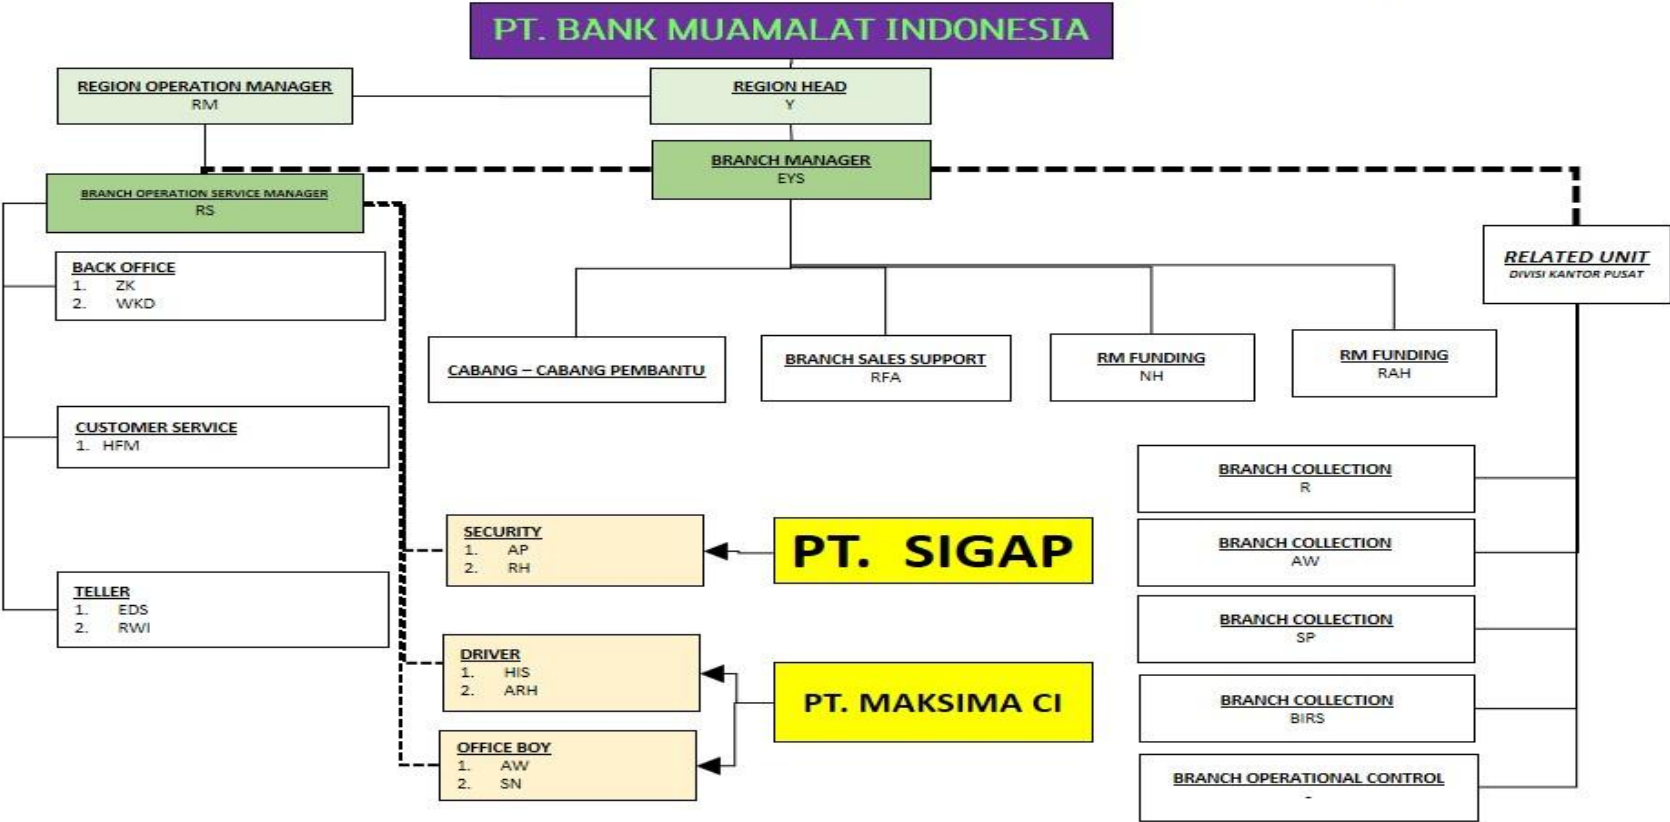 PT. BANK MUAMALAT INDONESIA
REGION OPERATION MANAGER
RM
REGION HEAD
Y
BRANCH MANAGER
EYS
BRANCH OPERATION SERVICE MANAGER
RS
RELATED UNIT
DIVISI KANTOR PUSAT
BACK OFFICE
1. ZK
2. WKD
CUSTOMER SERVICE
1. HFM
TELLER
1. EDS
2. RWI
CABANG – CABANG PEMBANTU
BRANCH SALES SUPPORT
RFA
RM FUNDING
NH
RM FUNDING
RAH
SECURITY
1. AP
2. RH
PT. SIGAP
DRIVER
1. HIS
2. ARH
OFFICE BOY
1. AW
2. SN
PT. MAKSIMA CI
BRANCH COLLECTION
R
BRANCH COLLECTION
AW
BRANCH COLLECTION
SP
BRANCH COLLECTION
BIRS
BRANCH OPERATIONAL CONTROL
-